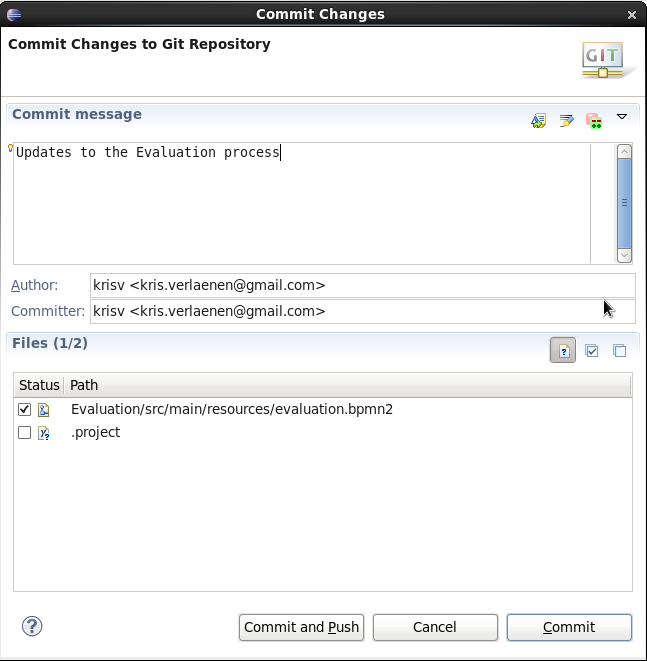 Commit Changes
Commit Changes to Git Repository
GIT
Commit message
Updates to the Evaluation process
Author: krisv <kris.verlaenen@gmail.com>
Committer: krisv <kris.verlaenen@gmail.com>
Files (1/2)
Status Path
Evaluation/src/main/resources/evaluation.bpmn2
.project
Commit and Push Cancel Commit